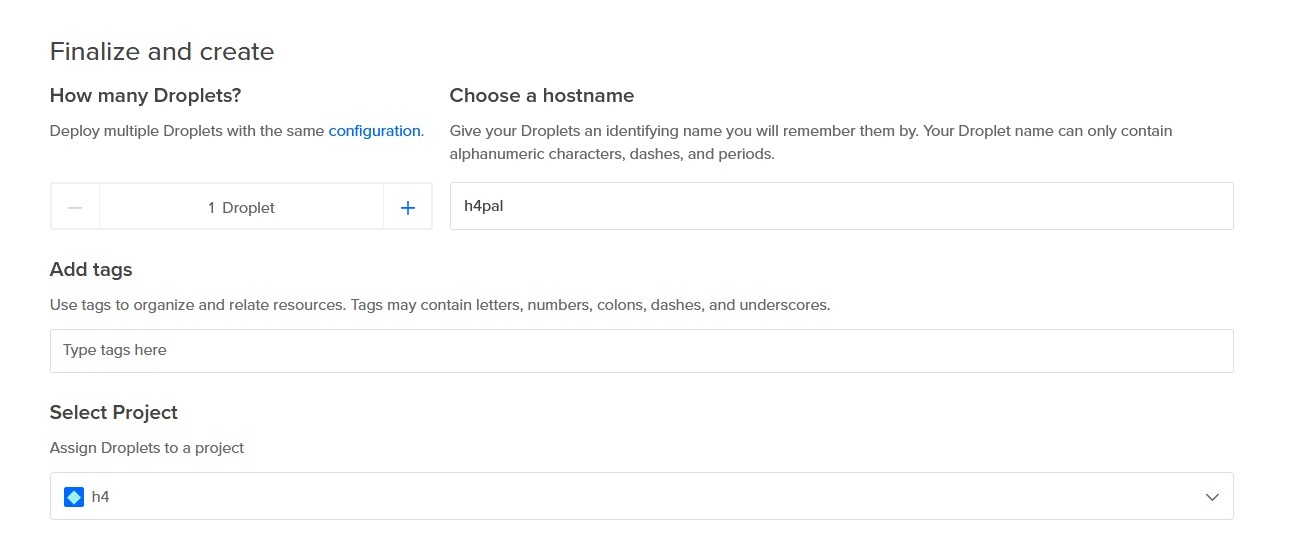 Finalize and create
How many Droplets?
Deploy multiple Droplets with the same configuration.
1 Droplet
Choose a hostname
Give your Droplets an identifying name you will remember them by. Your Droplet name can only contain
alphanumeric characters, dashes, and periods.
h4pal
Add tags
Use tags to organize and relate resources. Tags may contain letters, numbers, colons, dashes, and underscores.
Type tags here
Select Project
Assign Droplets to a project
h4